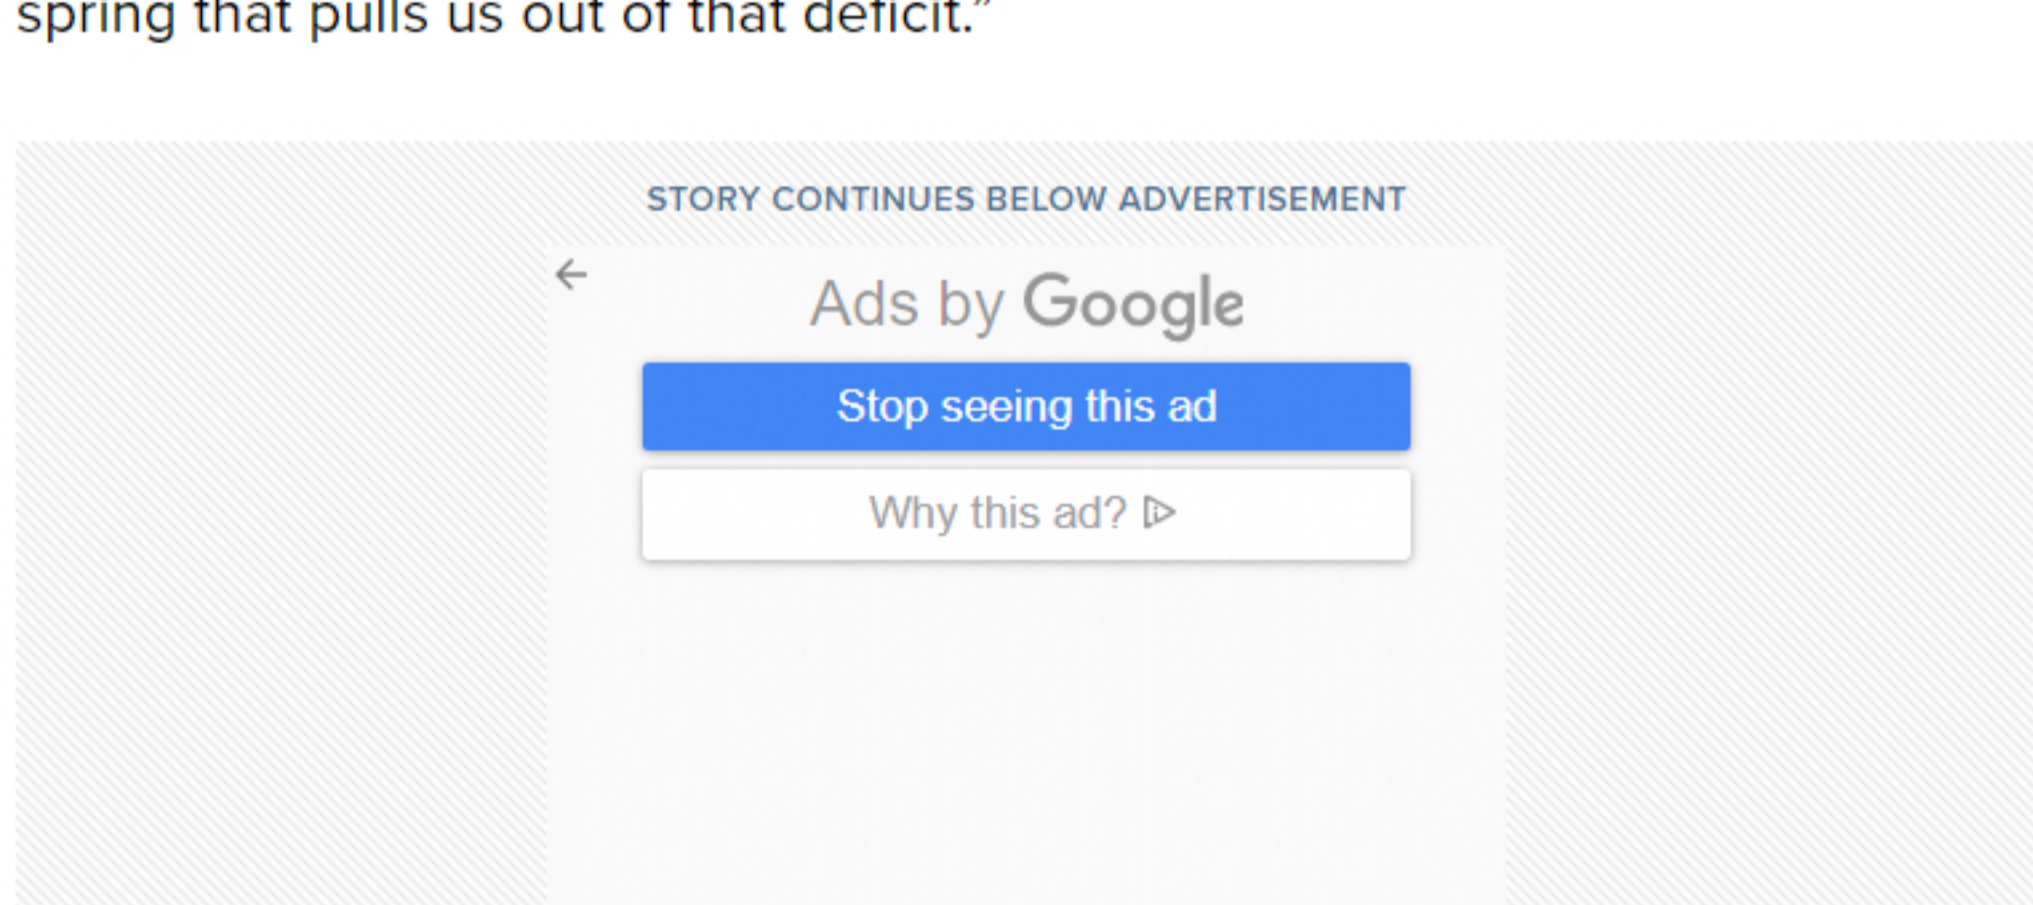 spring that pulls us out of that deficit.”
STORY CONTINUES BELOW ADVERTISEMENT
Ads by Google
Stop seeing this ad
Why this ad?